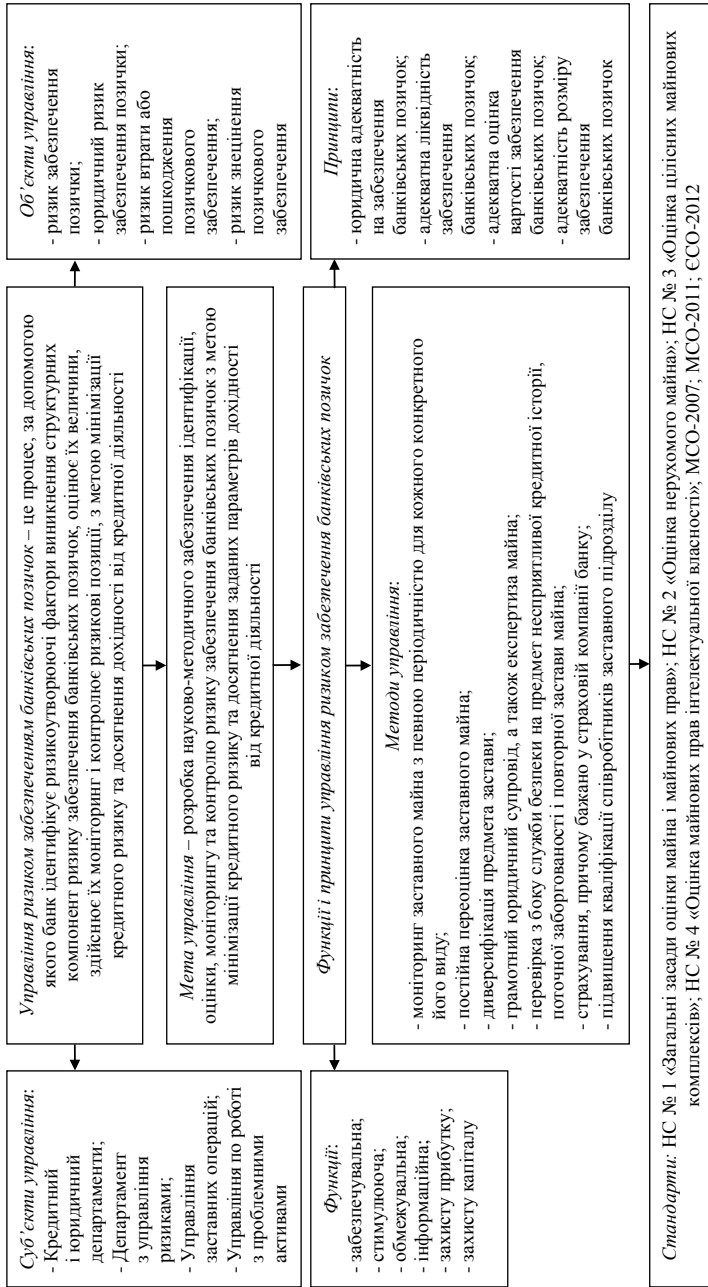 Суб’єкти управління:
- Кредитний
і юридичний
департаменти;
- Департамент
з управління
ризиками;
- Управління
заставних операцій;
- Управління по роботі
з проблемними
активами
Управління ризиком забезпеченням банківських позичок – це процес, за допомогою
якого банк ідентифікує ризикоутворюючі фактори виникнення структурних
компонент ризику забезпечення банківських позичок, оцінює їх величини,
здійснює їх моніторинг і контролює ризикові позиції, з метою мінімізації
кредитного ризику та досягнення дохідності від кредитної діяльності
Об’єкти управління:
- ризик забезпечення
позички;
- юридичний ризик
забезпечення позички;
- ризик втрати або
пошкодження
позичкового
забезпечення;
- ризик знецінення
позичкового
забезпечення
Мета управління – розробка науково-методичного забезпечення ідентифікації,
оцінки, моніторингу та контролю ризику забезпечення банківських позичок з метою
мінімізації кредитного ризику та досягнення заданих параметрів дохідності
від кредитної діяльності
Функції:
- забезпечувальна;
- стимулююча;
- обмежувальна;
- інформаційна;
- захисту прибутку;
- захисту капіталу
Функції і принципи управління ризиком забезпечення банківських позичок
Принципи:
- юридична адекватність
на забезпечення
банківських позичок;
- адекватна ліквідність
забезпечення
банківських позичок;
- адекватна оцінка
вартості забезпечення
банківських позичок;
- адекватність розміру
забезпечення
банківських позичок
Методи управління:
- моніторинг заставного майна з певною періодичністю для кожного конкретного
його виду;
- постійна переоцінка заставного майна;
- диверсифікація предмета застави;
- грамотний юридичний супровід, а також експертиза майна;
- перевірка з боку служби безпеки на предмет несприятливої кредитної історії,
поточної заборгованості і повторної застави майна;
- страхування, причому бажано у страховій компанії банку;
- підвищення кваліфікації співробітників заставного підрозділу
Стандарти: НС № 1 «Загальні засади оцінки майна і майнових прав»; НС № 2 «Оцінка нерухомого майна»; НС № 3 «Оцінка цілісних майнових
комплексів»; НС № 4 «Оцінка майнових прав інтелектуальної власності»; МСО-2007; МСО-2011; ЄСО-2012